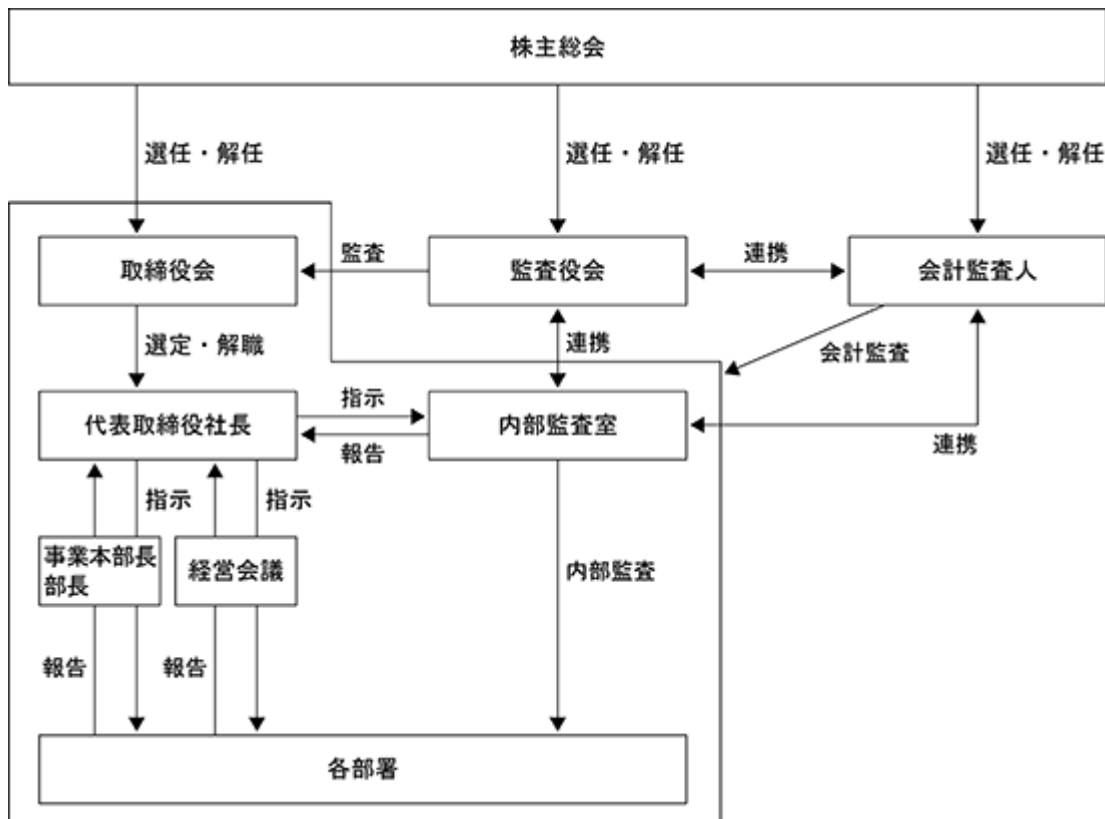 株主総会
選任・解任
選任・解任
選任・解任
取締役会
監査
監査役会
連携
会計監査人
選定・解職
連携
会計監査
代表取締役社長
指示
報告
内部監査室
連携
指示
指示
事業本部長
部長
経営会議
内部監査
報告
報告
各部署